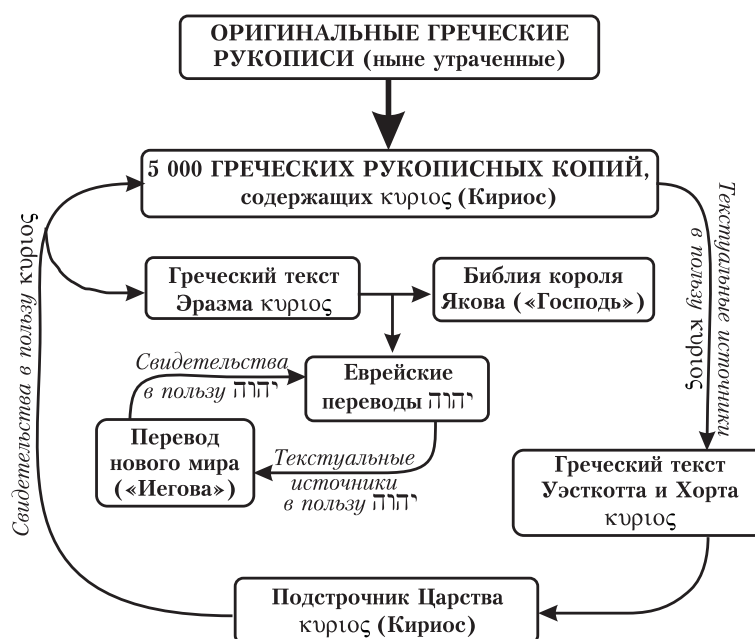 ОРИГИНАЛЬНЫЕ ГРЕЧЕСКИЕ
РУКОПИСИ (ныне утраченные)
5 000 ГРЕЧЕСКИХ РУКОПИСНЫХ КОПИЙ,
содержащих κυριος (Кириос)
Текстуальные источники
в пользу κυριος
Греческий текст
Эразма κυριος
Библия короля
Якова («Господь»)
Свидетельства в пользу κυριος
Свидетельства
в пользу יהוה
Еврейские
переводы יהוה
Перевод
нового мира
(«Иегова»)
Текстуальные
источники
в пользу יהוה
Греческий текст
Уэсткотта и Хорта
κυριος
Подстрочник Царства
κυριος (Кириос)